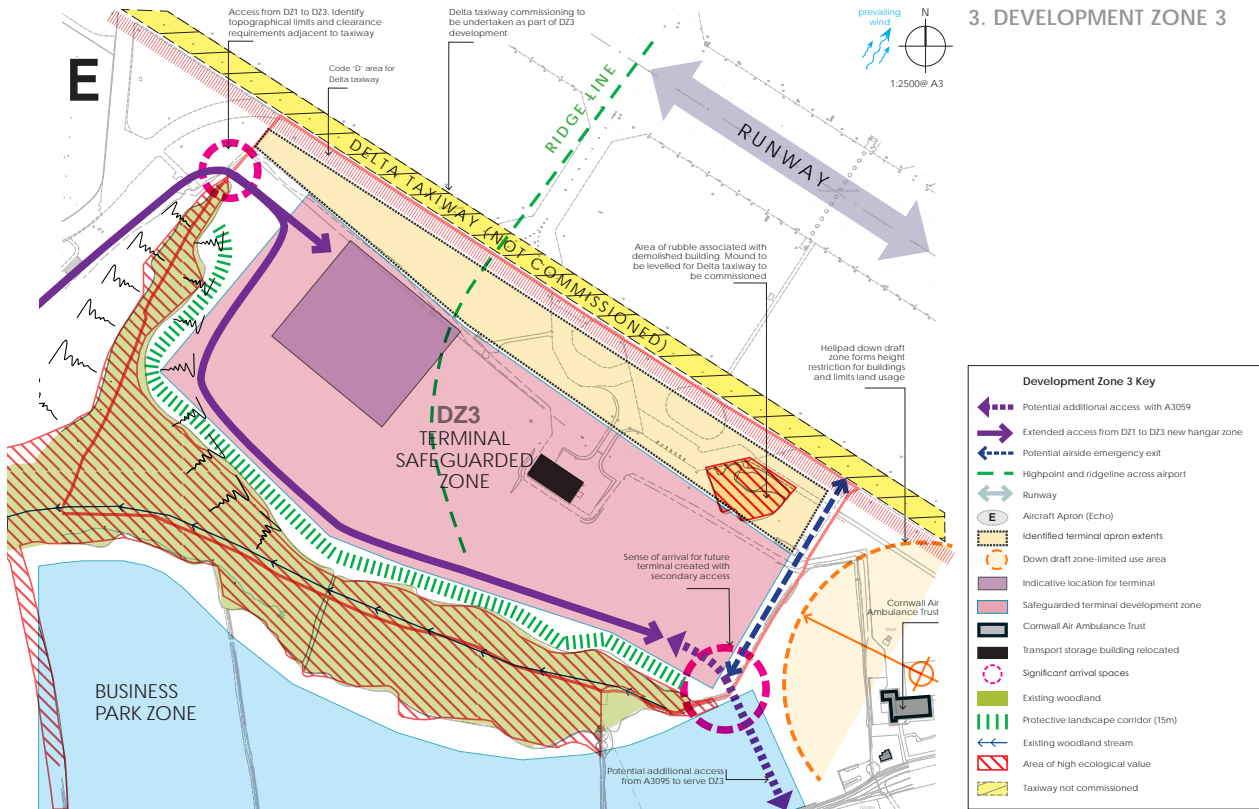 3. DEVELOPMENT ZONE 3
Access from DZ1 to DZ3. Identify
topographical limits and clearance
requirements adjacent to taxiway
Delta taxiway commissioning to
be undertaken as part of DZ3
development
prevailing
wind
N
1:2500@ A3
E
Code 'D' area for
Delta taxiway
RIDGE LINE
RUNWAY
DELTA TAXIWAY (NOT COMMISSIONED)
Area of rubble associated with
demolished building. Mound to
be levelled for Delta taxiway to
be commissioned
Helipad down draft
zone forms height
restriction for buildings
and limits land usage
DZ3
TERMINAL
SAFEGUARDED
ZONE
Sense of arrival for future
terminal created with
secondary access
Cornwall Air
Ambulance Trust
BUSINESS
PARK ZONE
Potential additional access
from A3095 to serve DZ3
Development Zone 3 Key
Potential additional access with A3059
Extended access from DZ1 to DZ3 new hangar zone
Potential airside emergency exit
Highpoint and ridgeline across airport
Runway
E
Aircraft Apron (Echo)
Identified terminal apron extents
Down draft zone-limited use area
Indicative location for terminal
Safeguarded terminal development zone
Cornwall Air Ambulance Trust
Transport storage building relocated
Significant arrival spaces
Existing woodland
Protective landscape corridor (15m)
Existing woodland stream
Area of high ecological value
Taxiway not commissioned